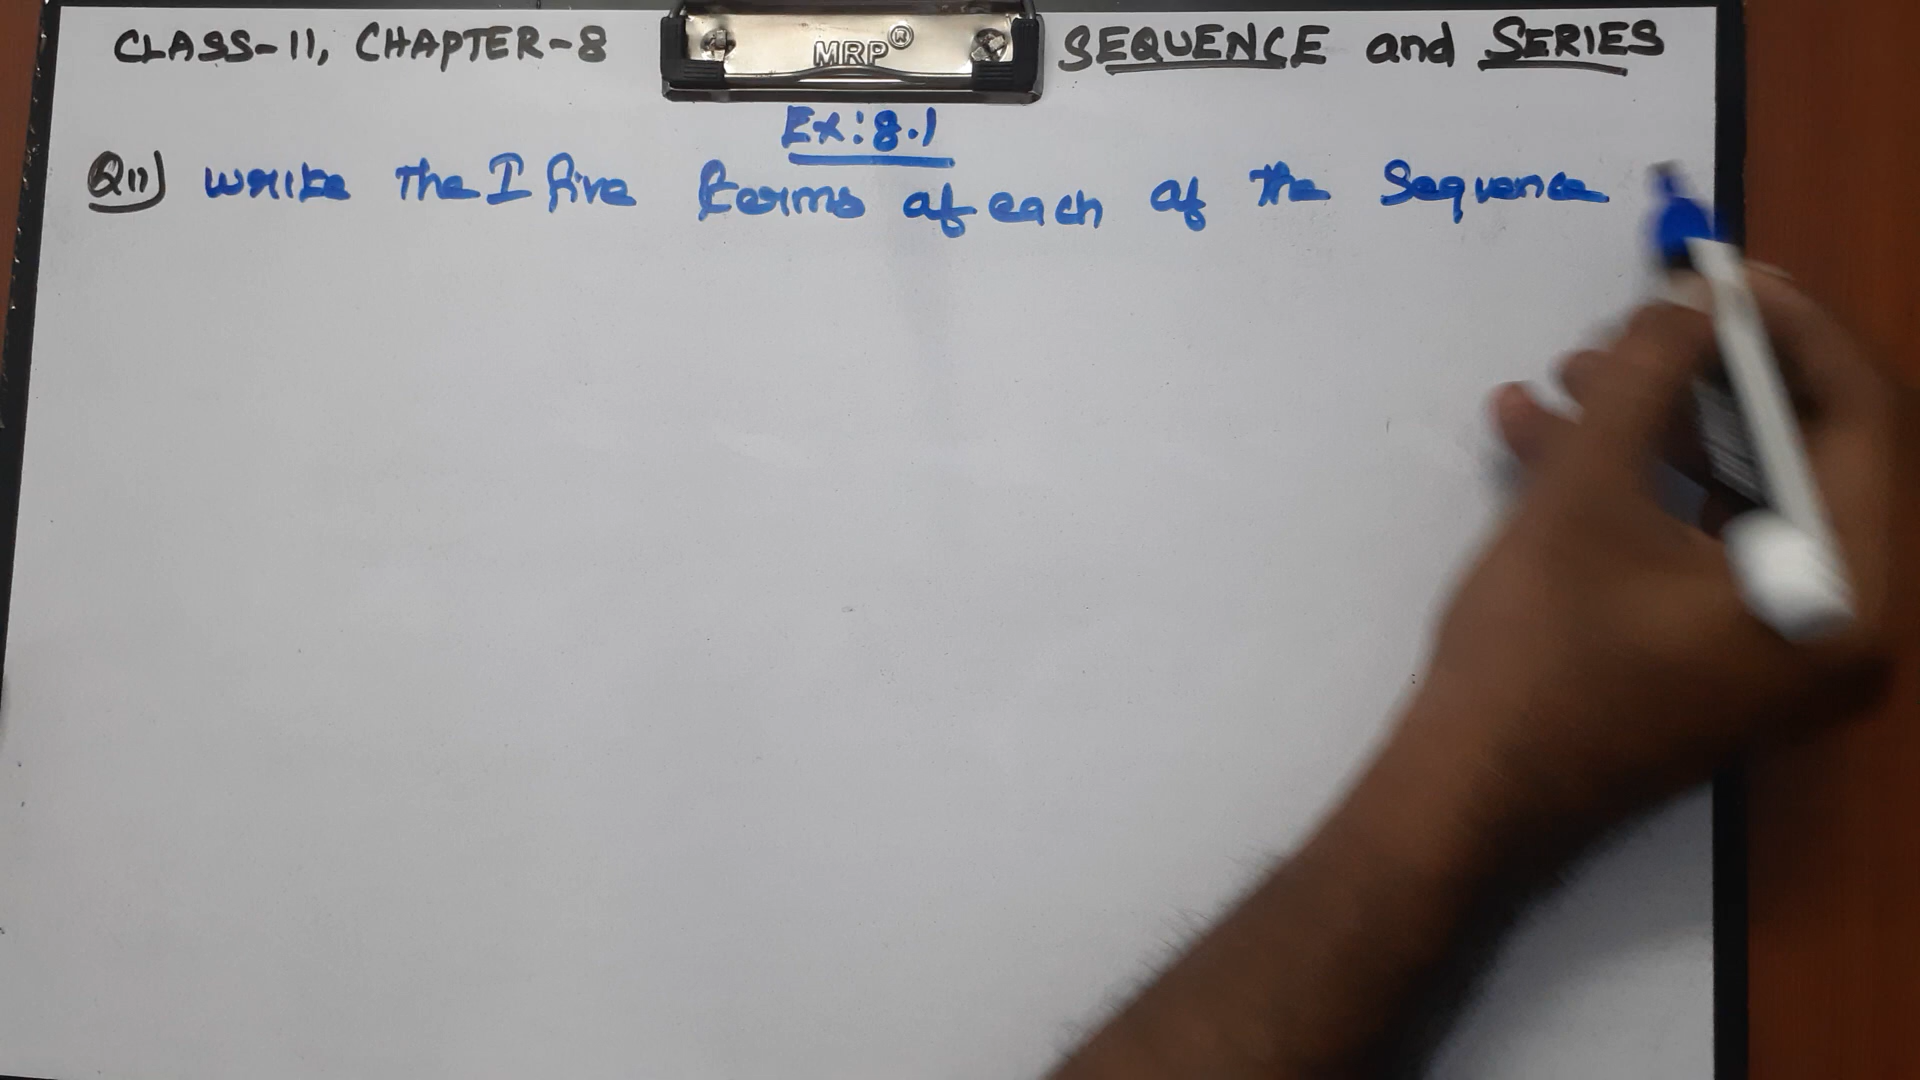 CLASS-11, CHAPTER-8 MRP® SEQUENCE and SERIES
Ex:8.1
Q11) write the I five terms of each of the Sequence